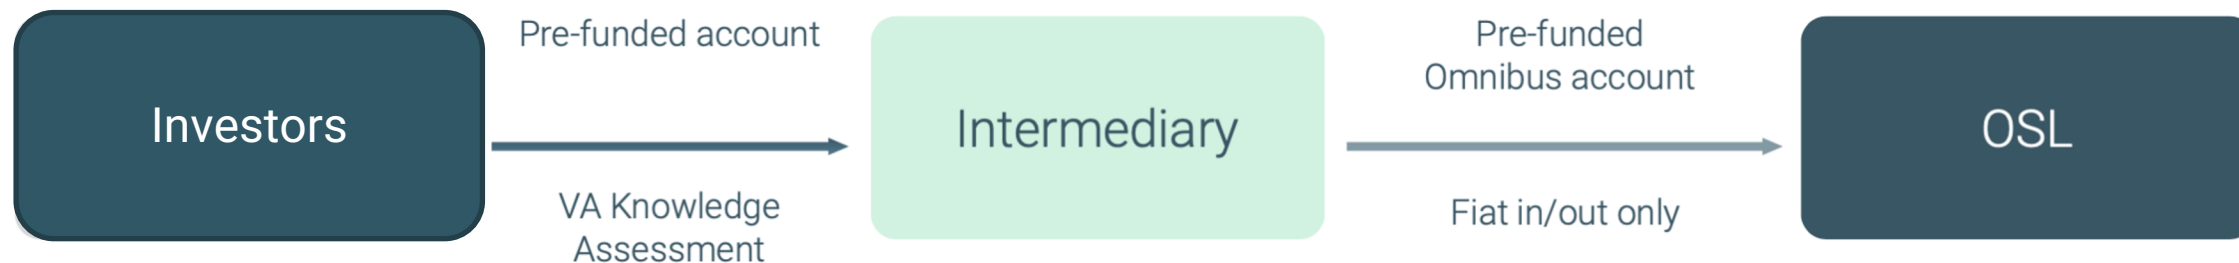 Investors
Pre-funded account
VA Knowledge
Assessment
Intermediary
Pre-funded
Omnibus account
Fiat in/out only
OSL